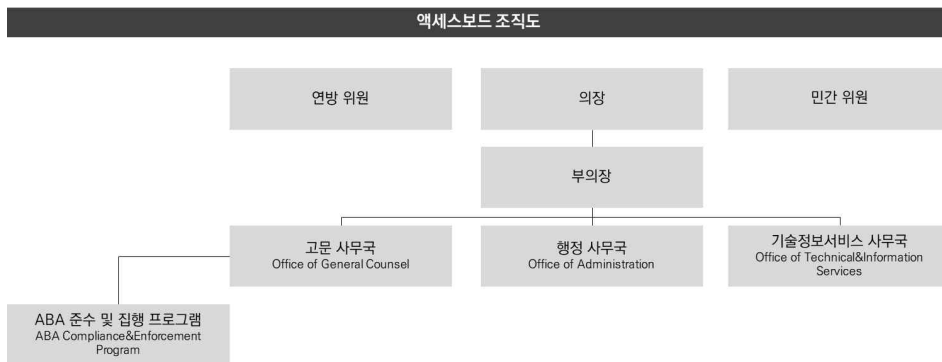 액세스보드 조직도
연방 위원
의장
민간 위원
부의장
고문 사무국
Office of General Counsel
행정 사무국
Office of Administration
기술정보서비스 사무국
Office of Technical&Information
Services
ABA 준수 및 집행 프로그램
ABA Compliance&Enforcement
Program